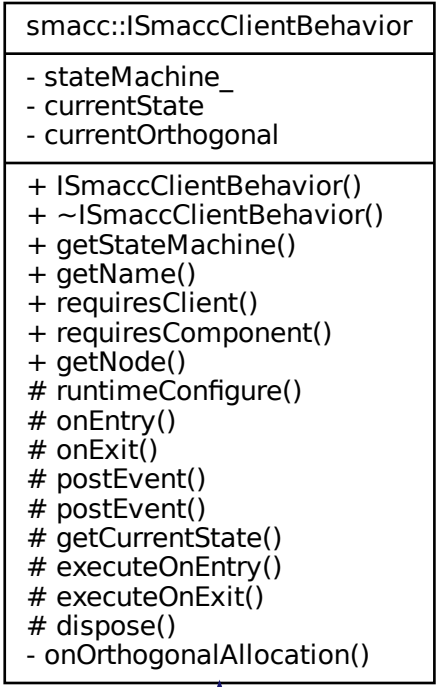 smacc::ISmaccClientBehavior
- stateMachine_
- currentState
- currentOrthogonal
+ ISmaccClientBehavior()
+ ~ISmaccClientBehavior()
+ getStateMachine()
+ getName()
+ requiresClient()
+ requiresComponent()
+ getNode()
# runtimeConfigure()
# onEntry()
# onExit()
# postEvent()
# postEvent()
# getCurrentState()
# executeOnEntry()
# executeOnExit()
# dispose()
- onOrthogonalAllocation()